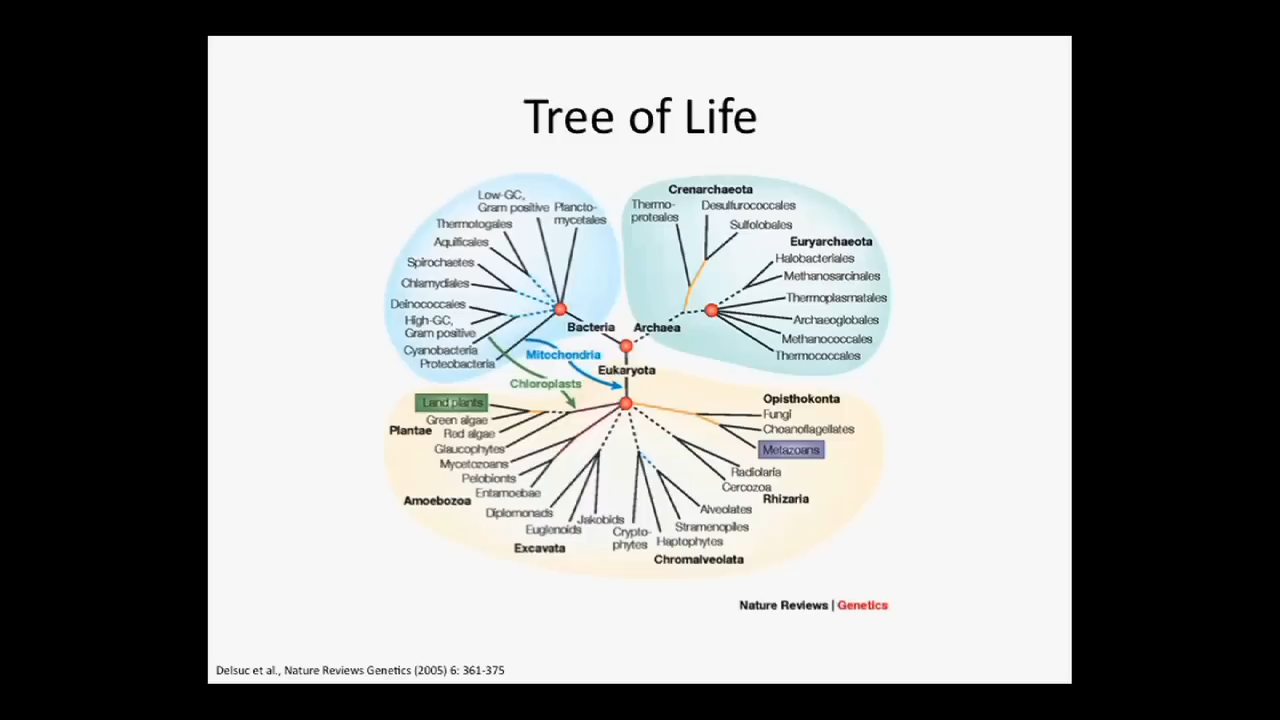 Tree of Life
Low-GC,
Gram positive
Plancto-
mycetales
Thermotogales
Aquificales
Spirochaetes
Chlamydiales
Deinococcales
High-GC,
Gram positive
Cyanobacteria
Proteobacteria
Bacteria
Crenarchaeota
Thermo-
proteales
Desulfurococcales
Sulfolobales
Euryarchaeota
Halobacteriales
Methanosarcinales
Thermoplasmatales
Archaeoglobales
Methanococcales
Thermococcales
Archaea
Mitochondria
Eukaryota
Chloroplasts
Land plants
Green algae
Plantae
Red algae
Glaucophytes
Mycetozoans
Pelobionts
Entamoebae
Amoebozoa
Diplomonads
Euglenoids
Jakobids
Excavata
Crypto-
phytes
Haptophytes
Stramenopiles
Alveolates
Chromalveolata
Opisthokonta
Fungi
Choanoflagellates
Metazoans
Radiolaria
Cercozoa
Rhizaria
Nature Reviews | Genetics
Delsuc et al., Nature Reviews Genetics (2005) 6: 361-375